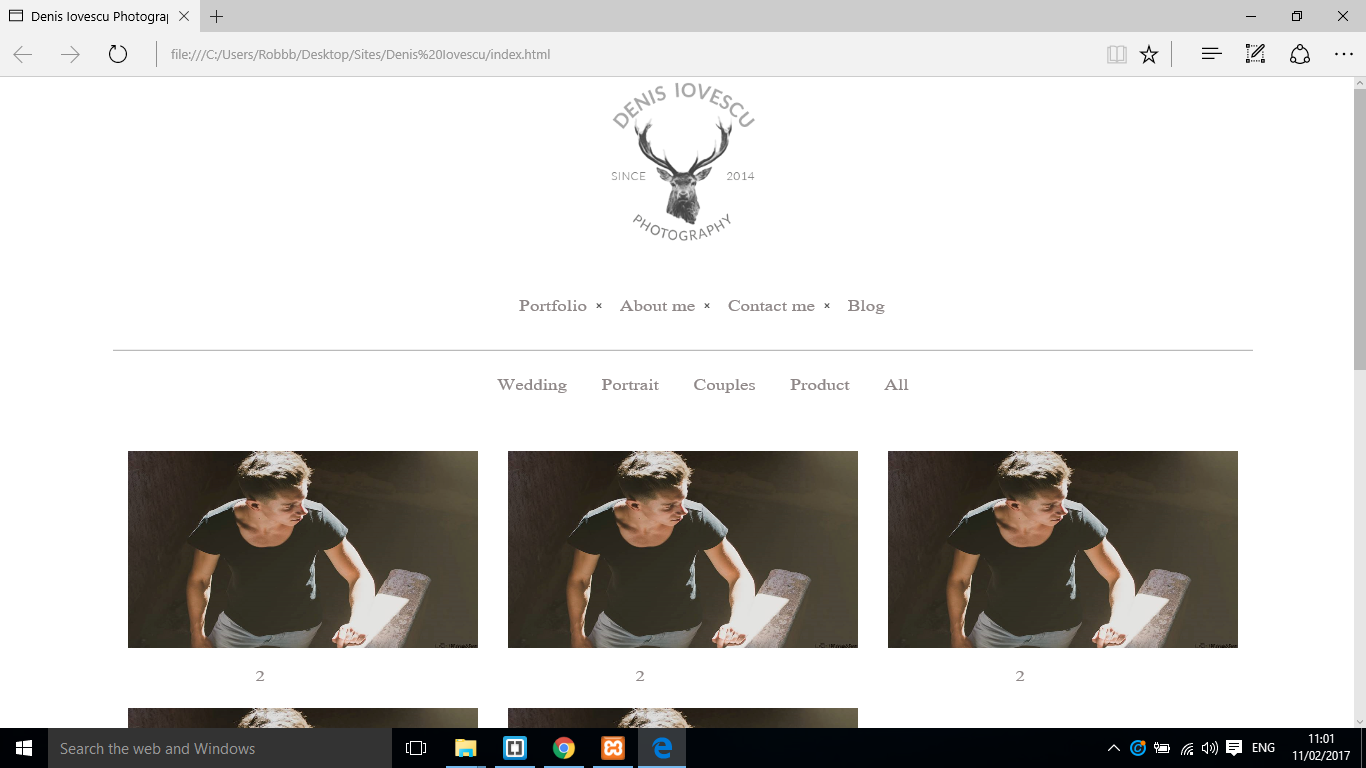 Denis Iovescu Photograp
file:///C:/Users/Robbb/Desktop/Sites/Denis%20Iovescu/index.html
DENIS IOVESCU
SINCE 2014
PHOTOGRAPHY
Portfolio × About me × Contact me × Blog
Wedding Portrait Couples Product All
2 2 2
Search the web and Windows
ENG
11:01
11/02/2017